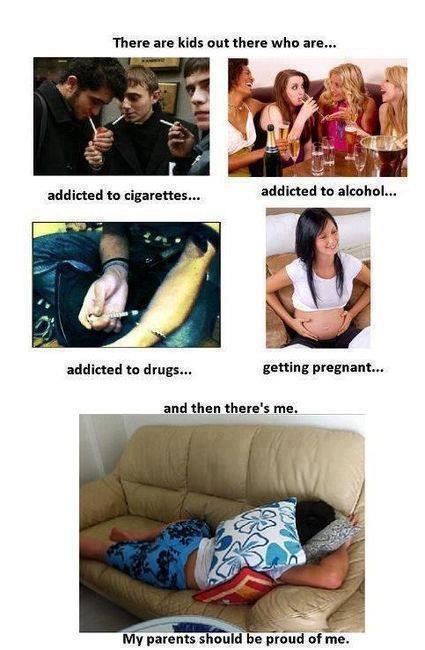 There are kids out there who are...
addicted to cigarettes...
addicted to alcohol...
addicted to drugs...
getting pregnant...
and then there's me.
My parents should be proud of me.